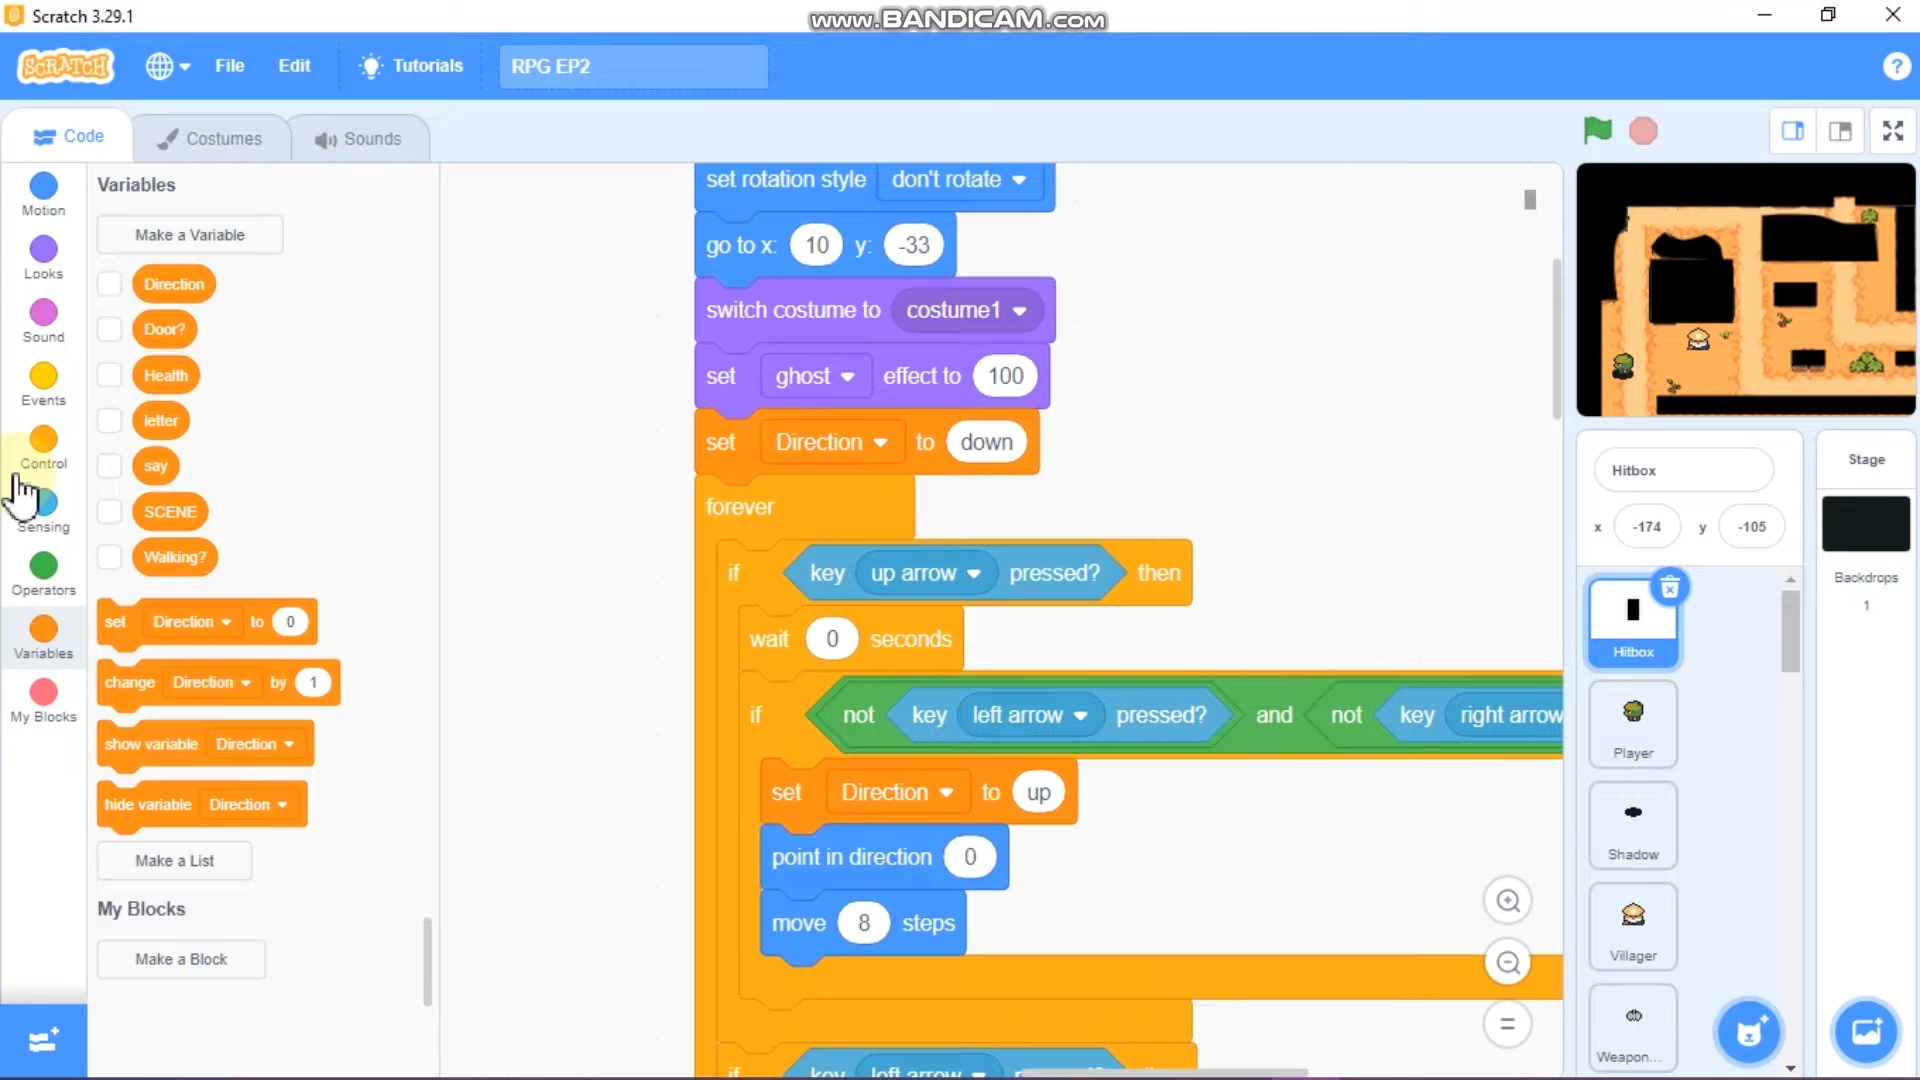 Scratch 3.29.1
www.BANDICAM.com
SCRATCH
File
Edit
Tutorials
RPG EP2
?
Code
Costumes
Sounds
Motion
Looks
Sound
Events
Control
Sensing
Operators
Variables
My Blocks
Variables
Make a Variable
Direction
Door?
Health
letter
say
SCENE
Walking?
set Direction to 0
change Direction by 1
show variable Direction
hide variable Direction
Make a List
My Blocks
Make a Block
set rotation style don't rotate
go to x: 10 y: -33
switch costume to costume1
set ghost effect to 100
set Direction to down
forever
if key up arrow pressed? then
wait 0 seconds
if not key left arrow pressed? and not key right arrow
set Direction to up
point in direction 0
move 8 steps
if key left arrow
Hitbox
x -174 y -105
Hitbox
Player
Shadow
Villager
Weapon...
Stage
Backdrops
1